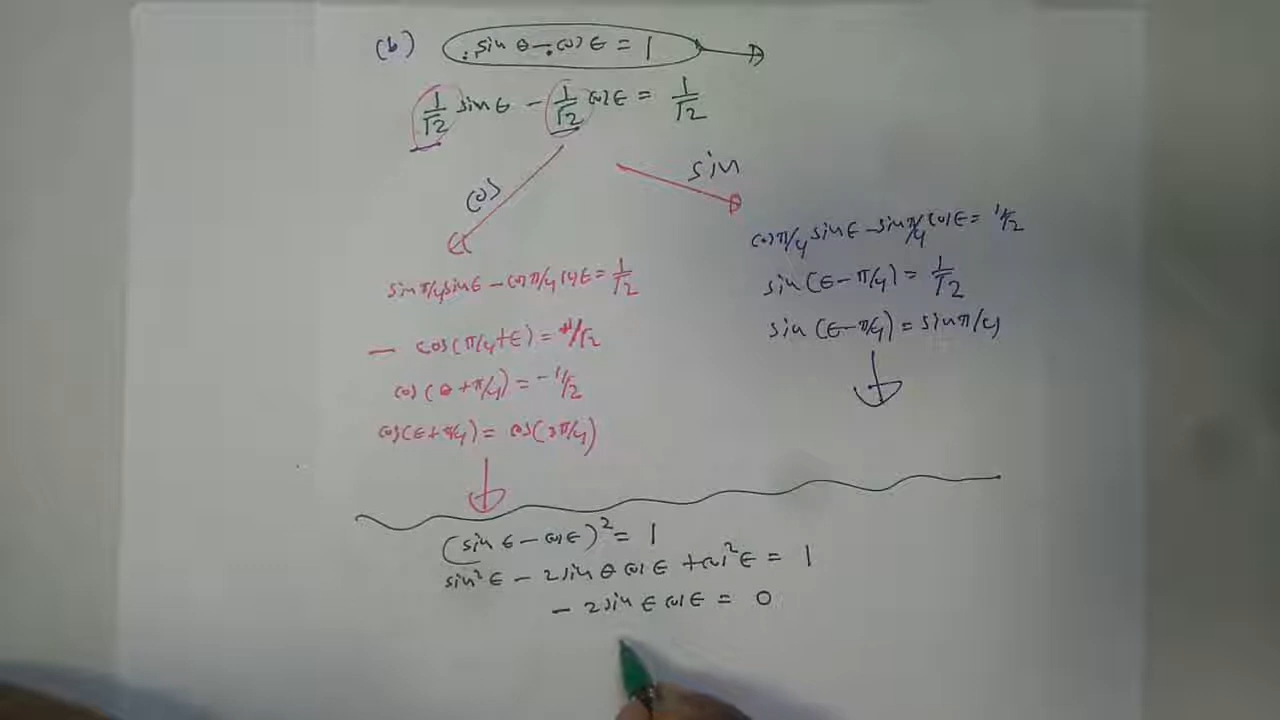 (b) sin θ - cos θ = 1
1/√2 sin θ - 1/√2 cos θ = 1/√2
cos
sin π/4 sin θ - cos π/4 cos θ = 1/√2
- cos(π/4 + θ) = 1/√2
cos(θ + π/4) = -1/√2
cos(θ + π/4) = cos(3π/4)
sin
cos π/4 sin θ - sin π/4 cos θ = 1/√2
sin(θ - π/4) = 1/√2
sin(θ - π/4) = sin π/4
(sin θ - cos θ)² = 1
sin² θ - 2 sin θ cos θ + cos² θ = 1
- 2 sin θ cos θ = 0